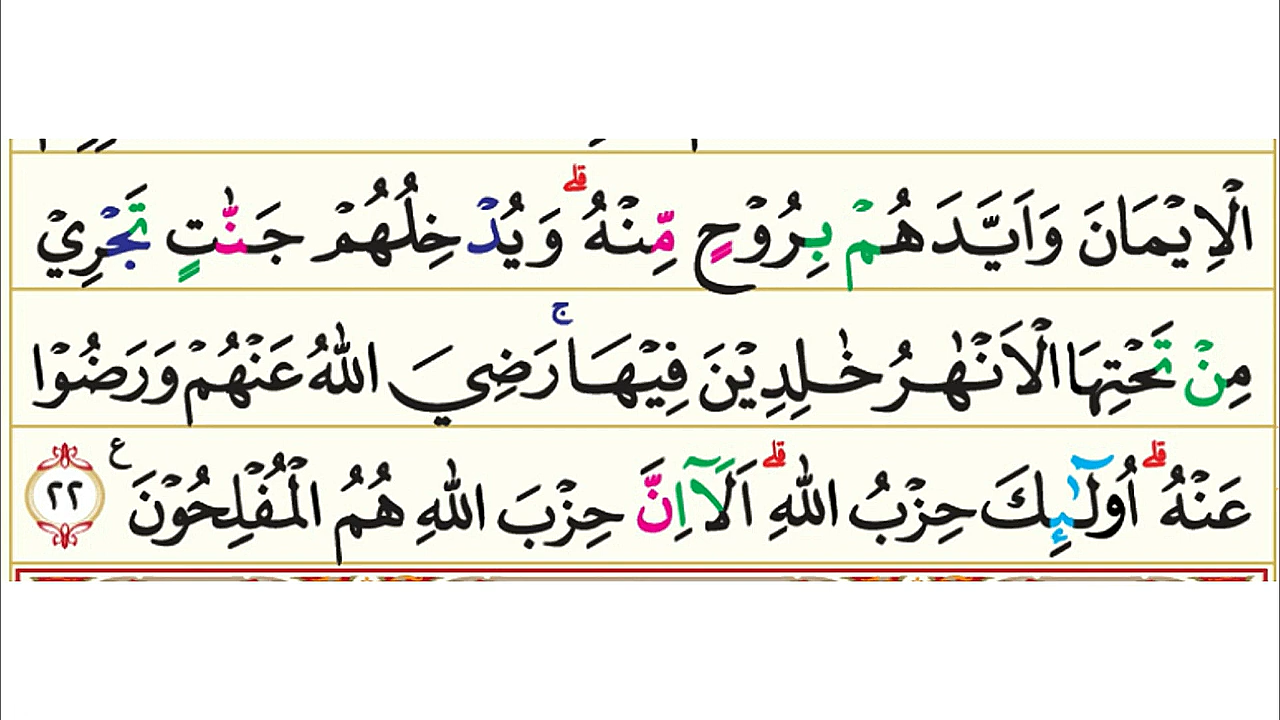 الۡاِيۡمَانَ وَاَيَّدَهُمۡ بِرُوۡحٍ مِّنۡهُ ؕ وَيُدۡخِلُهُمۡ جَنّٰتٍ تَجۡرِيۡ
مِنۡ تَحۡتِهَا الۡاَنۡهٰرُ خٰلِدِيۡنَ فِيۡهَا ۚ رَضِيَ اللّٰهُ عَنۡهُمۡ وَرَضُوۡا
عَنۡهُ ۗ اُولٰٓئِكَ حِزۡبُ اللّٰهِ ۗ اَلَاۤ اِنَّ حِزۡبَ اللّٰهِ هُمُ الۡمُفۡلِحُوۡنَ ع ٢٢